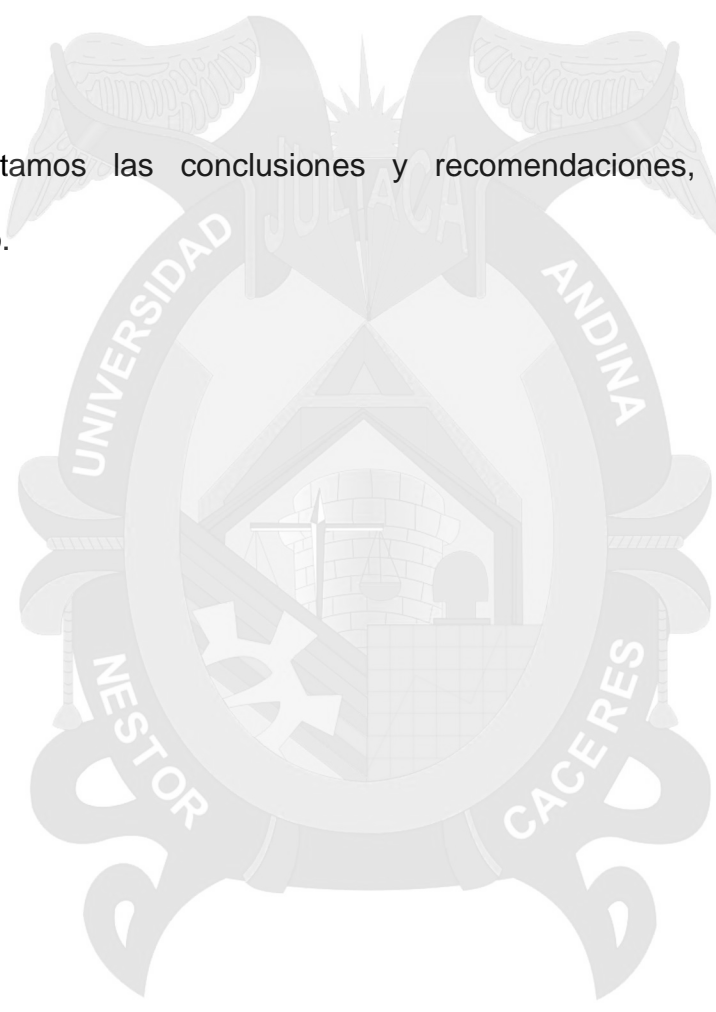 tamos las conclusiones y recomendaciones,
.
JULIACA
UNIVERSIDAD
ANDINA
NESTOR
CACERES